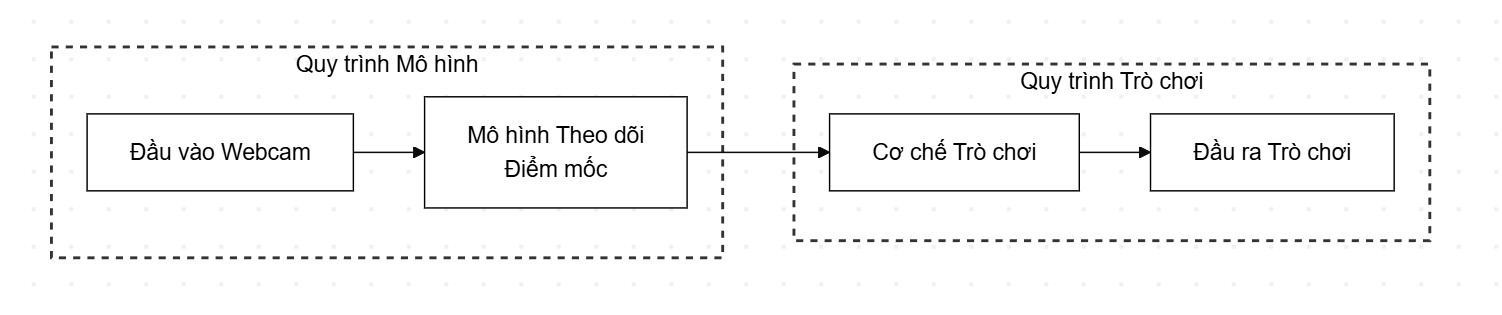 Quy trình Mô hình
Đầu vào Webcam
Mô hình Theo dõi
Điểm mốc
Quy trình Trò chơi
Cơ chế Trò chơi
Đầu ra Trò chơi